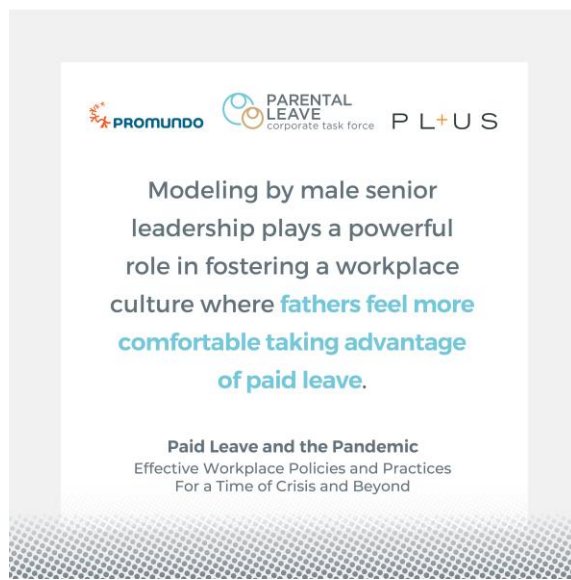 PROMUNDO
PARENTAL
LEAVE
corporate task force
PL+US
Modeling by male senior
leadership plays a powerful
role in fostering a workplace
culture where fathers feel more
comfortable taking advantage
of paid leave.
Paid Leave and the Pandemic
Effective Workplace Policies and Practices
For a Time of Crisis and Beyond